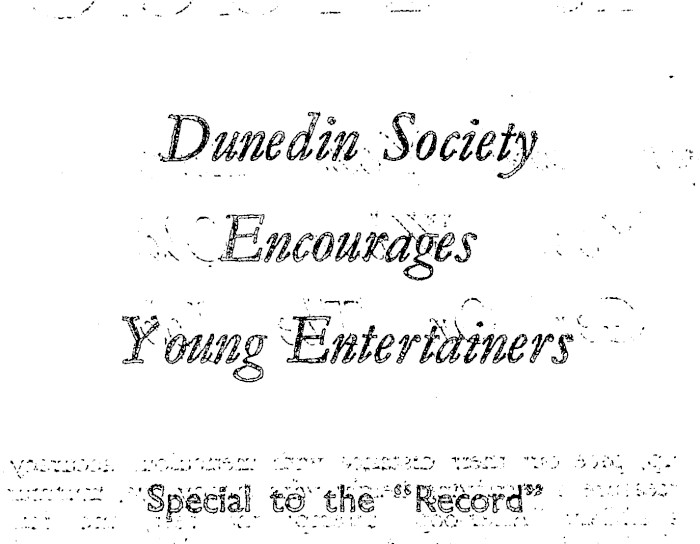 Dunedin Society
Encourages
Young Entertainers
Special to the "Record"